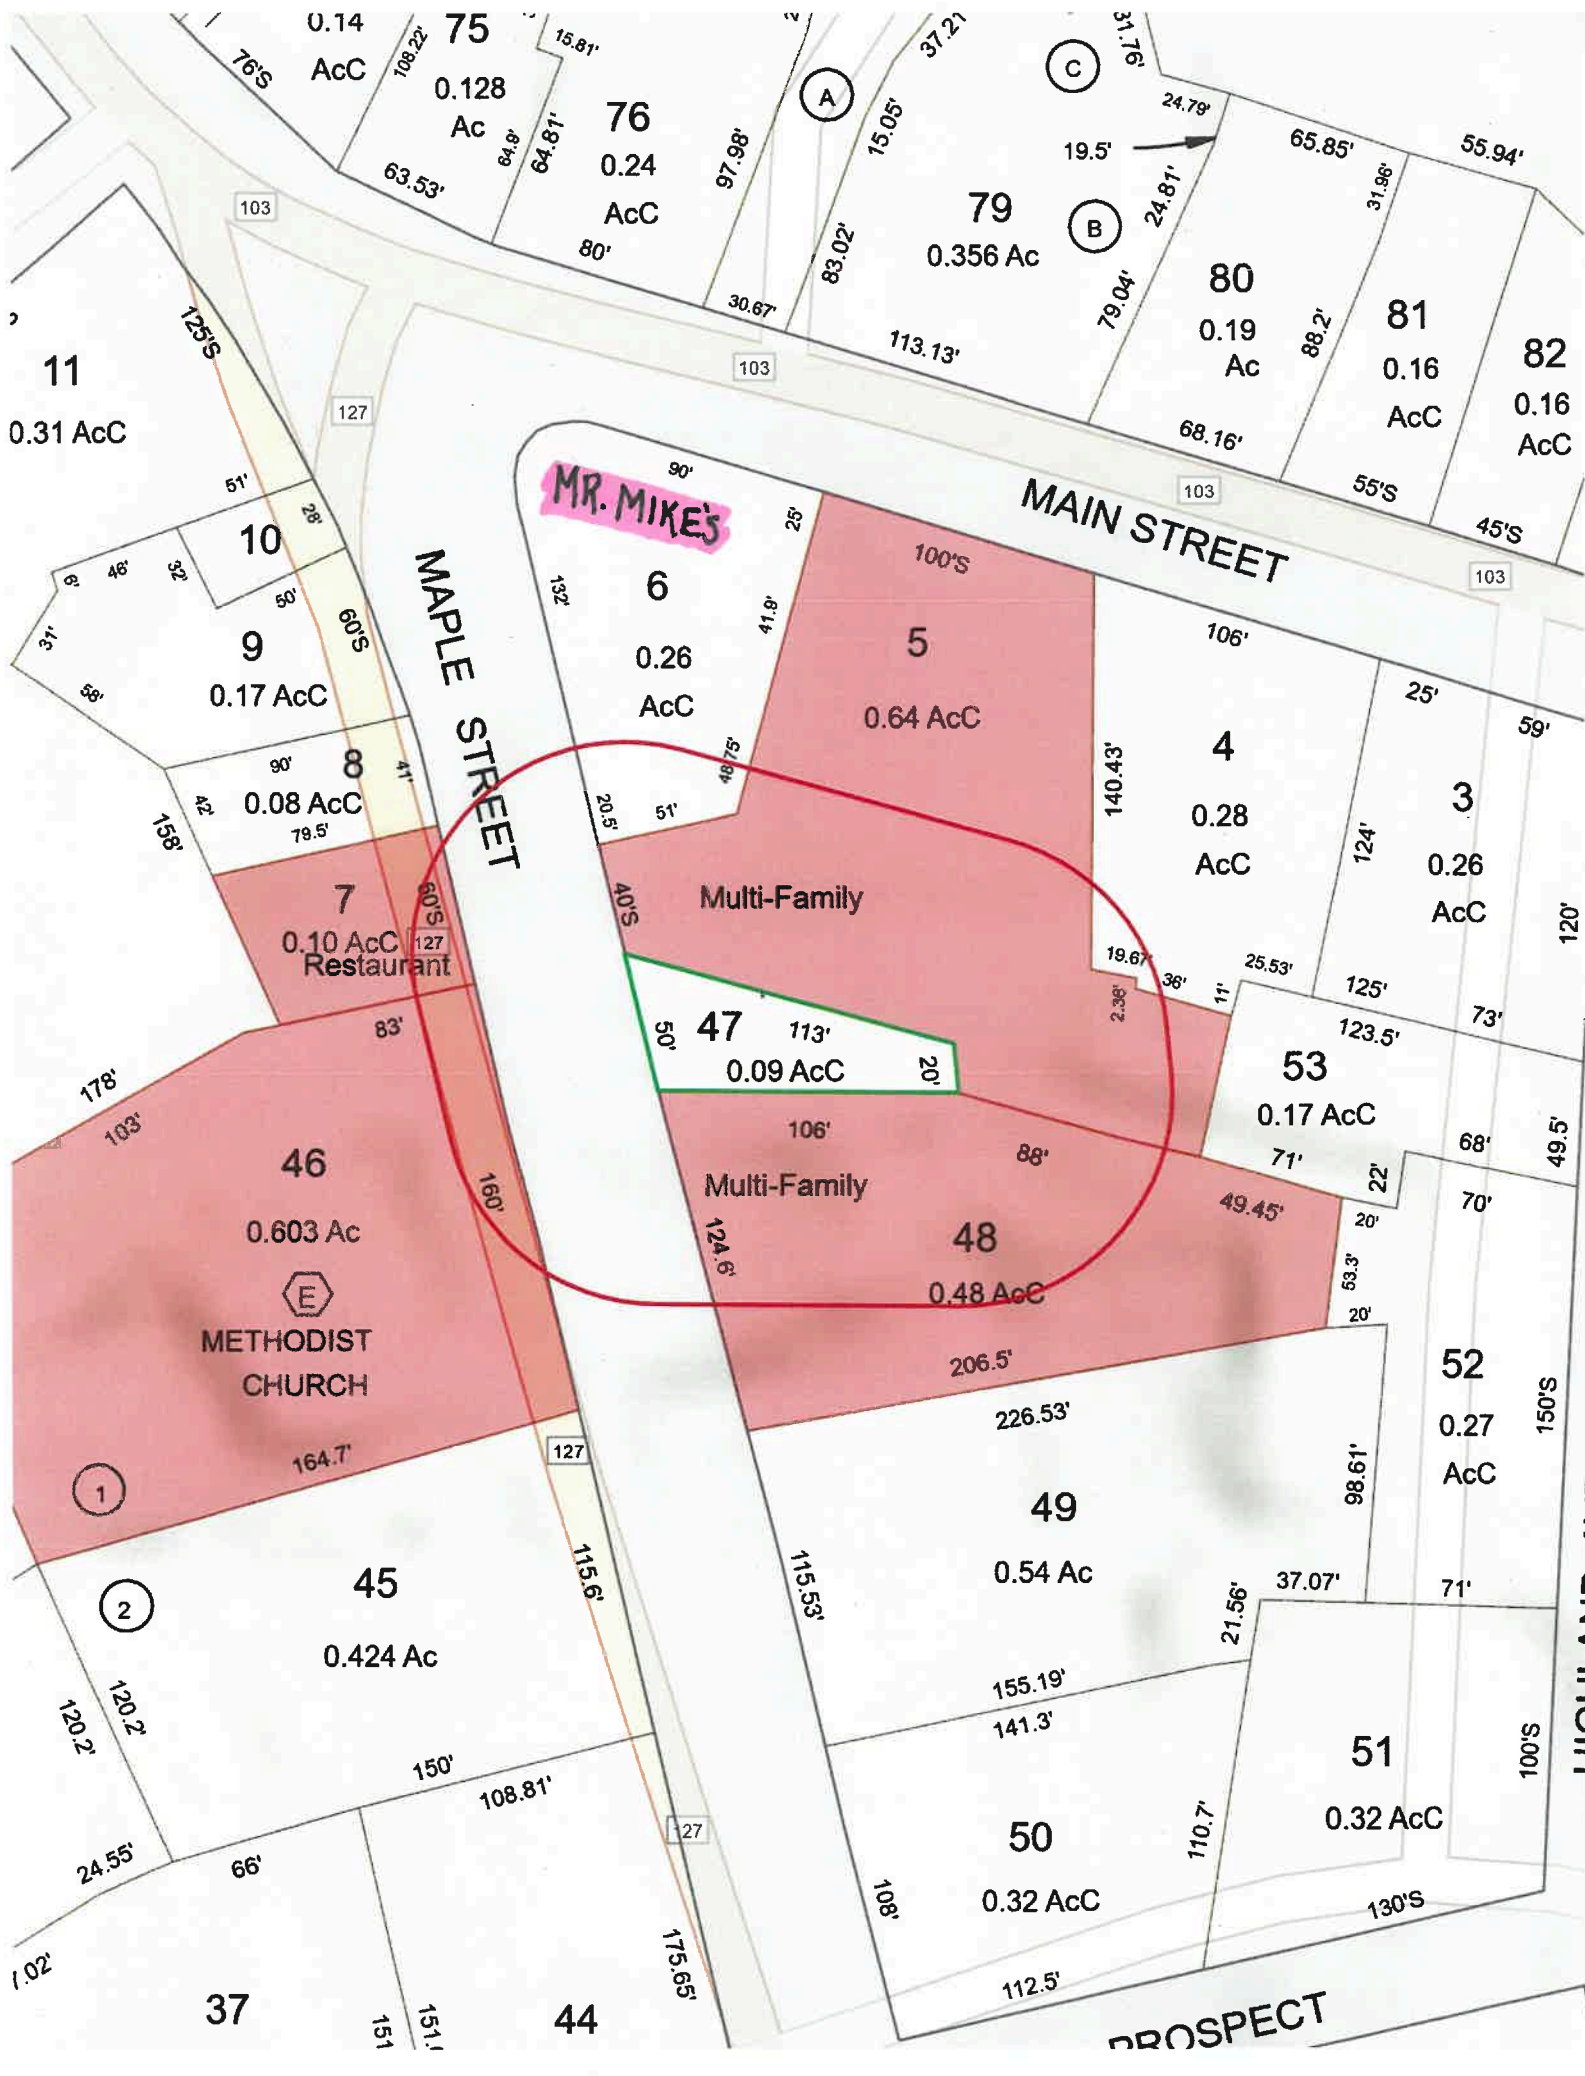 0.14
AcC
76'S
108.22'
75
0.128
Ac
64.9'
64.81'
15.81'
63.53'
76
0.24
AcC
97.98'
80'
30.67'
A
37.21
15.05'
83.02'
C
31.76'
24.79'
19.5'
79
0.356 Ac
B
24.81'
79.04'
113.13'
65.85'
31.96'
55.94'
80
0.19
Ac
88.2'
68.16'
81
0.16
AcC
55'S
82
0.16
AcC
45'S
103
103
103
103
127
125'S
11
0.31 AcC
51'
28'
10
6'
46'
32'
50'
31'
9
0.17 AcC
60'S
58'
MAPLE STREET
MAIN STREET
MR. MIKE'S
90'
25'
132'
6
0.26
AcC
41.9'
48.75'
20.5'
51'
100'S
5
0.64 AcC
106'
140.43'
4
0.28
AcC
25'
59'
124'
3
0.26
AcC
120'
90'
8
41'
42'
0.08 AcC
79.5'
158'
7
60'S
0.10 AcC
127
Restaurant
83'
40'S
Multi-Family
19.67'
36'
2.36'
11'
25.53'
125'
73'
123.5'
47
50'
113'
0.09 AcC
20'
53
0.17 AcC
71'
22'
68'
49.5'
178'
103'
46
0.603 Ac
E
METHODIST
CHURCH
160'
164.7'
1
106'
88'
Multi-Family
124.6'
48
0.48 AcC
49.45'
206.5'
20'
53.3'
20'
70'
52
0.27
AcC
150'S
226.53'
49
0.54 Ac
98.61'
115.53'
37.07'
71'
21.56'
155.19'
141.3'
127
2
45
0.424 Ac
115.6'
120.2'
120.2'
150'
108.81'
24.55'
66'
127
50
0.32 AcC
110.7'
108'
51
0.32 AcC
100'S
130'S
112.5'
37
151
44
175.65'
PROSPECT